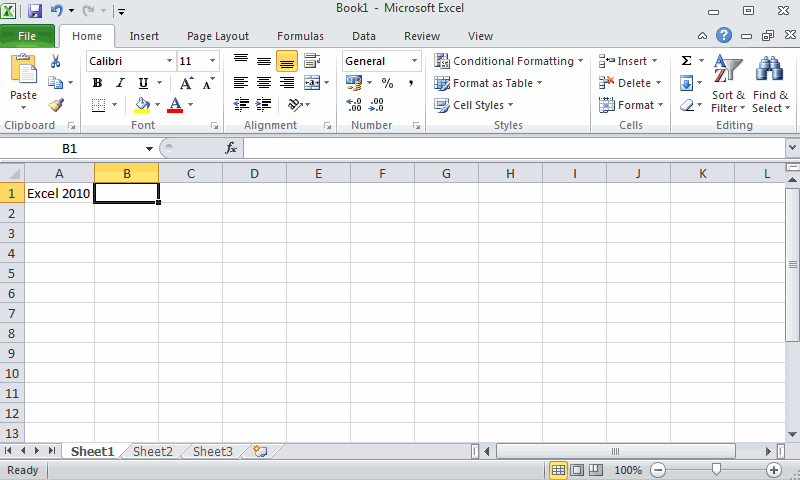 Book1 - Microsoft Excel
File Home Insert Page Layout Formulas Data Review View
Calibri 11 General Conditional Formatting Insert Σ
Paste B I U A A $ % , Format as Table Delete Sort & Filter Find & Select
A .00 .00 Cell Styles Format
Clipboard Font Alignment Number Styles Cells Editing
B1 fx
A B C D E F G H I J K L
1 Excel 2010
2
3
4
5
6
7
8
9
10
11
12
13
Sheet1 Sheet2 Sheet3
Ready 100%